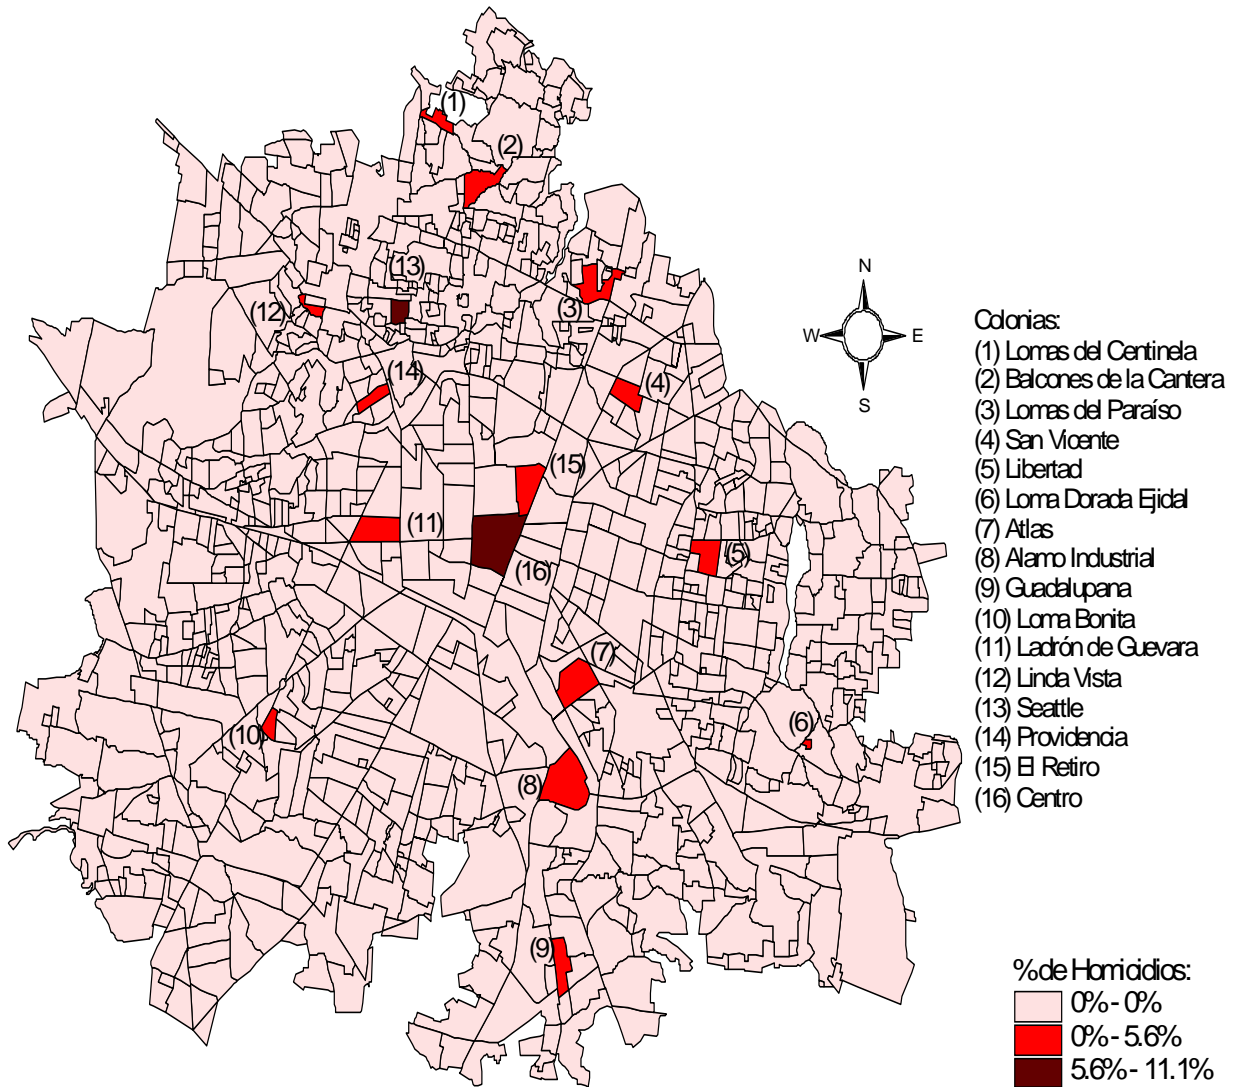 (1)
(2)
(13)
(12)
(3)
(14)
(4)
(15)
(11)
(16)
(5)
(7)
(6)
(10)
(8)
(9)
N
W
E
S
Colonias:
(1) Lomas del Centinela
(2) Balcones de la Cantera
(3) Lomas del Paraíso
(4) San Vicente
(5) Libertad
(6) Loma Dorada Ejidal
(7) Atlas
(8) Alamo Industrial
(9) Guadalupana
(10) Loma Bonita
(11) Ladrón de Guevara
(12) Linda Vista
(13) Seattle
(14) Providencia
(15) El Retiro
(16) Centro
% de Homicidios:
0% - 0%
0% - 5.6%
5.6% - 11.1%